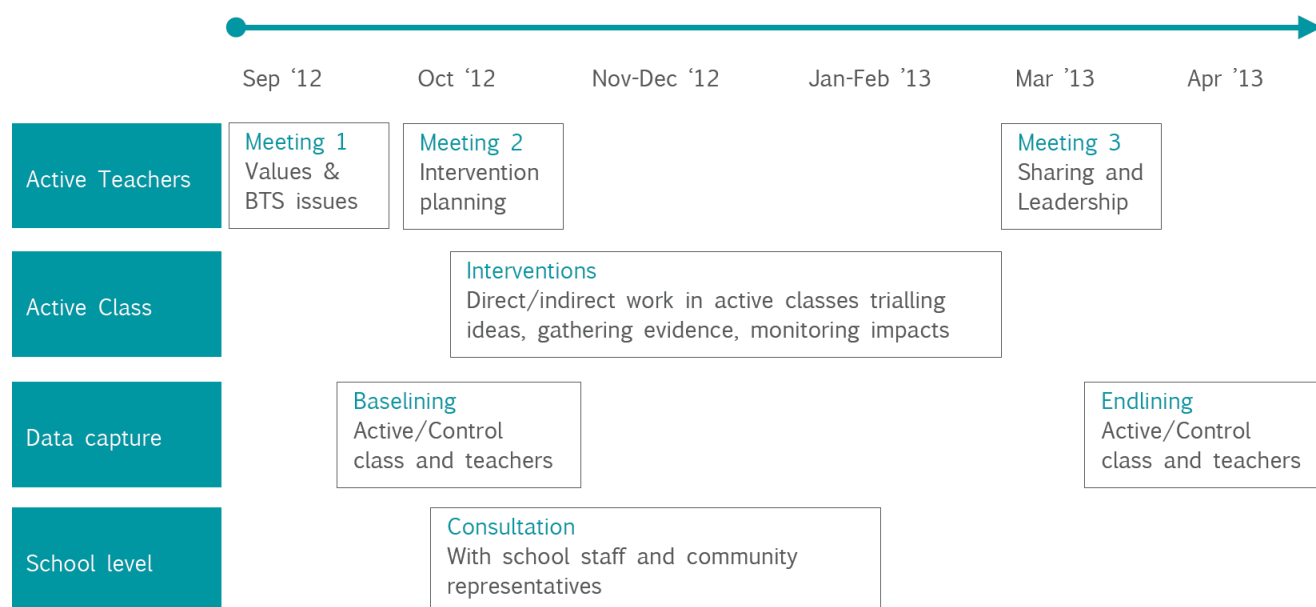 Sep ‘12
Oct ‘12
Nov-Dec ‘12
Jan-Feb ’13
Mar ’13
Apr ’13
Active Teachers
Meeting 1
Values &
BTS issues
Meeting 2
Intervention
planning
Meeting 3
Sharing and
Leadership
Active Class
Interventions
Direct/indirect work in active classes trialling
ideas, gathering evidence, monitoring impacts
Data capture
Baselining
Active/Control
class and teachers
Endlining
Active/Control
class and teachers
School level
Consultation
With school staff and community
representatives